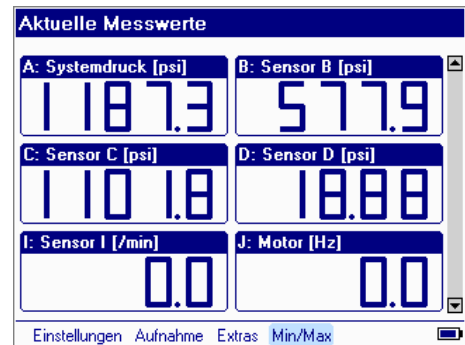 Aktuelle Messwerte
A: Systemdruck [psi] B: Sensor B [psi]
1187.3 577.9
C: Sensor C [psi] D: Sensor D [psi]
1101.8 18.88
I: Sensor I [/min] J: Motor [Hz]
0.0 0.0
Einstellungen Aufnahme Extras Min/Max